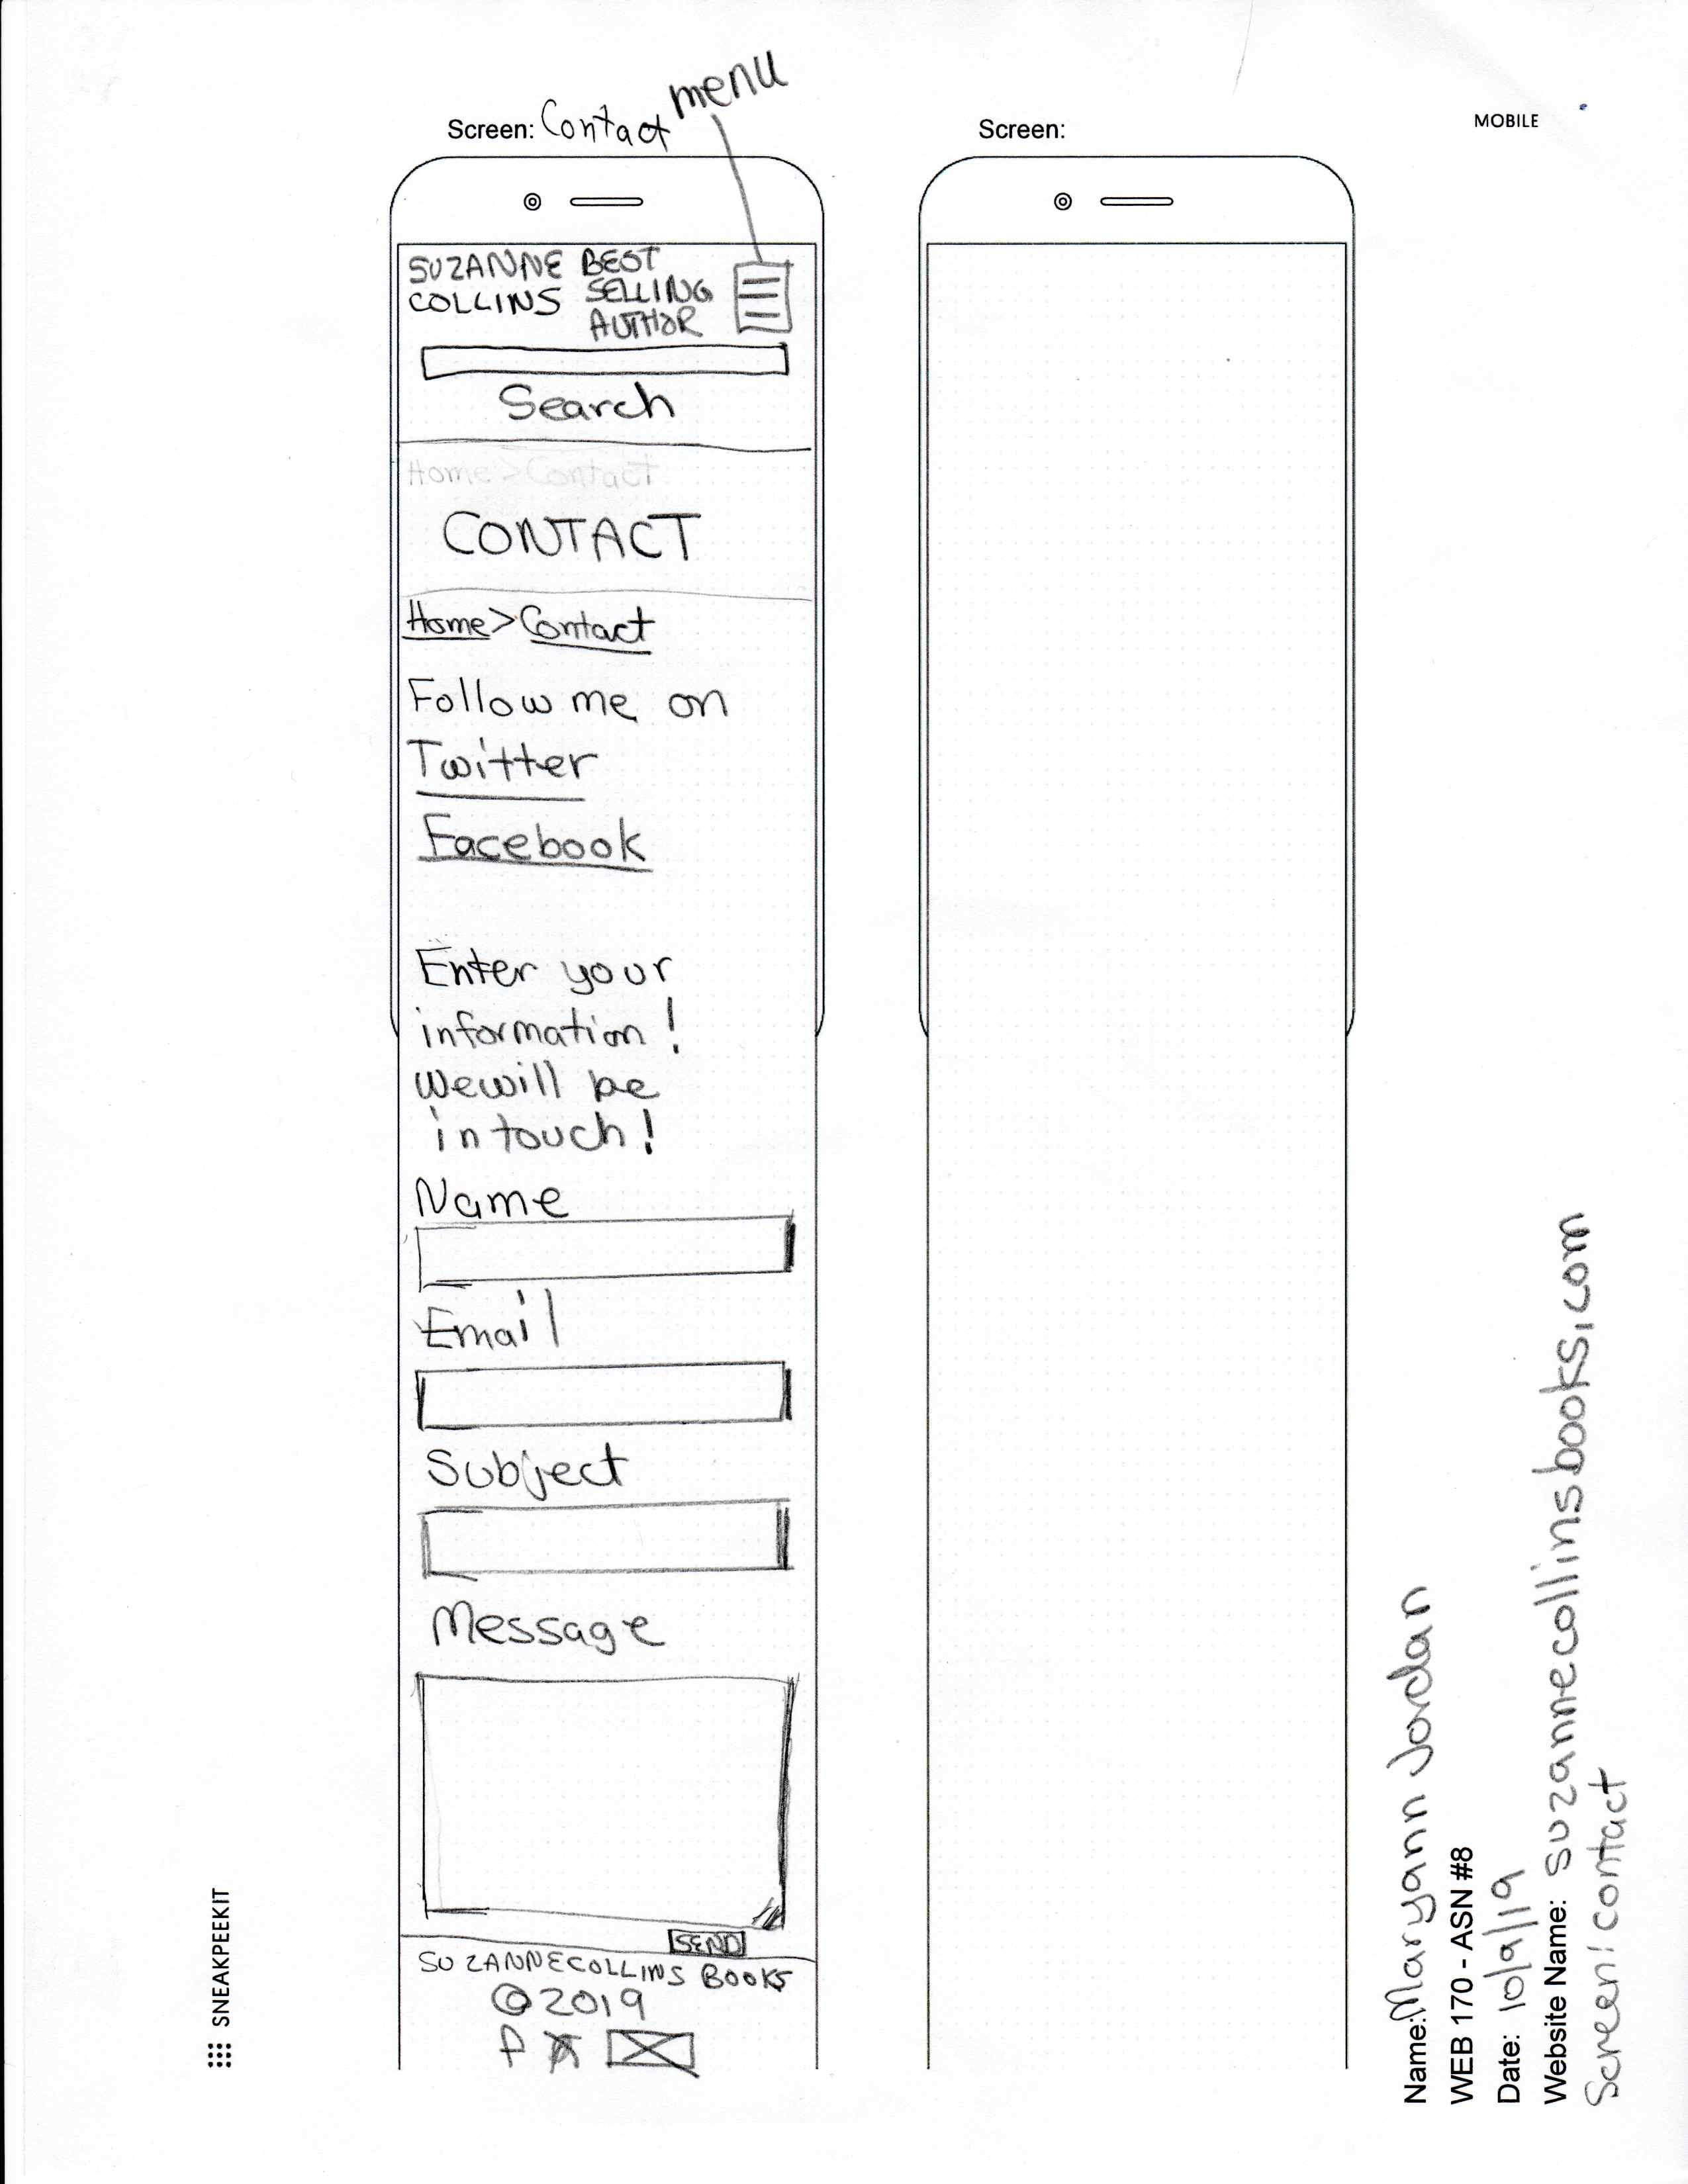 menu
Screen: Contact
Screen:
MOBILE
SUZANNE BEST
COLLINS SELLING
AUTHOR
Search
Home > Contact
CONTACT
Home > Contact
Follow me on
Twitter
Facebook
Enter your
information!
We will be
in touch!
Name
Email
Subject
Message
SEND
SUZANNECOLLINS BOOKS
©2019
SNEAKPEEKIT
Name: Maryann Jordan
WEB 170 - ASN #8
Date: 10/9/19
Website Name: suzannecollinsbooks.com
Screen: contact